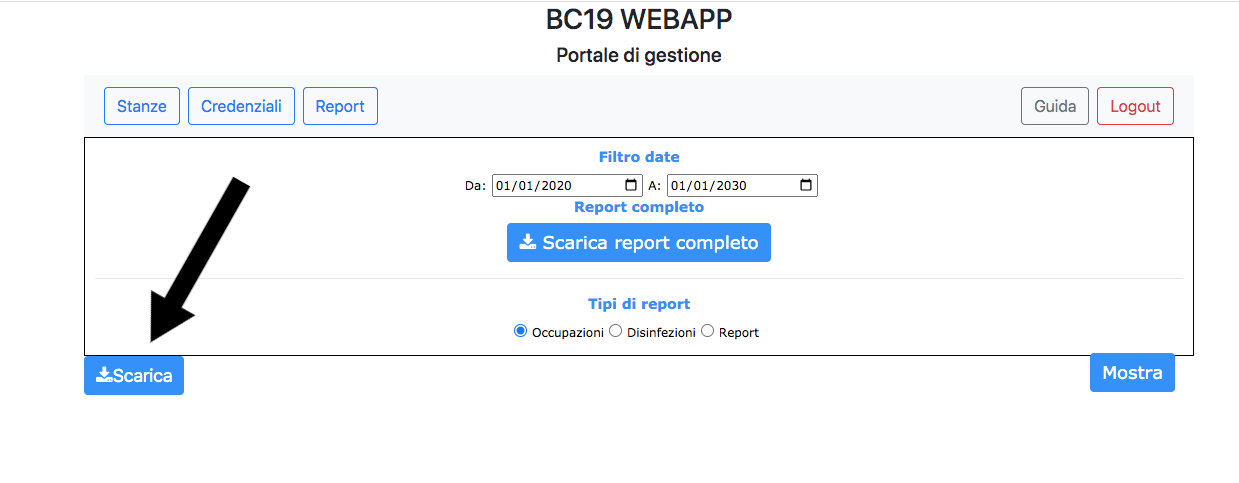 BC19 WEBAPP
Portale di gestione
Stanze Credenziali Report Guida Logout
Filtro date
Da: 01/01/2020 A: 01/01/2030
Report completo
Scarica report completo
Tipi di report
Occupazioni Disinfezioni Report
Scarica Mostra